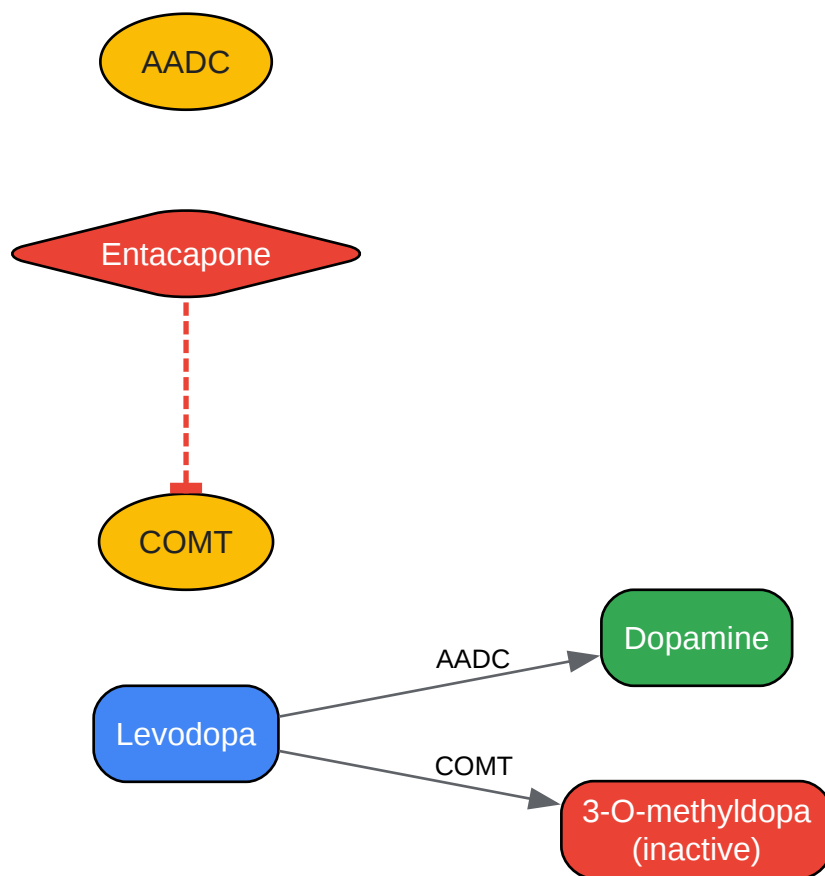 AADC
Entacapone
COMT
Dopamine
AADC
Levodopa
COMT
3-O-methyldopa
(inactive)